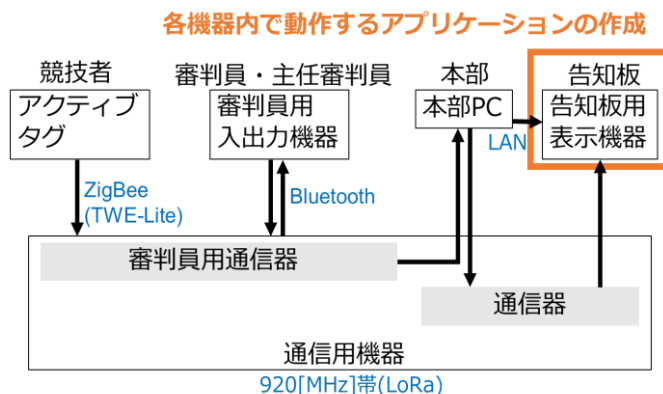 各機器内で動作するアプリケーションの作成
競技者
審判員・主任審判員
本部
告知板
アクティブ
タグ
審判員用
入出力機器
本部PC
告知板用
表示機器
LAN
ZigBee
(TWE-Lite)
Bluetooth
審判員用通信器
通信器
通信用機器
920[MHz]帯(LoRa)